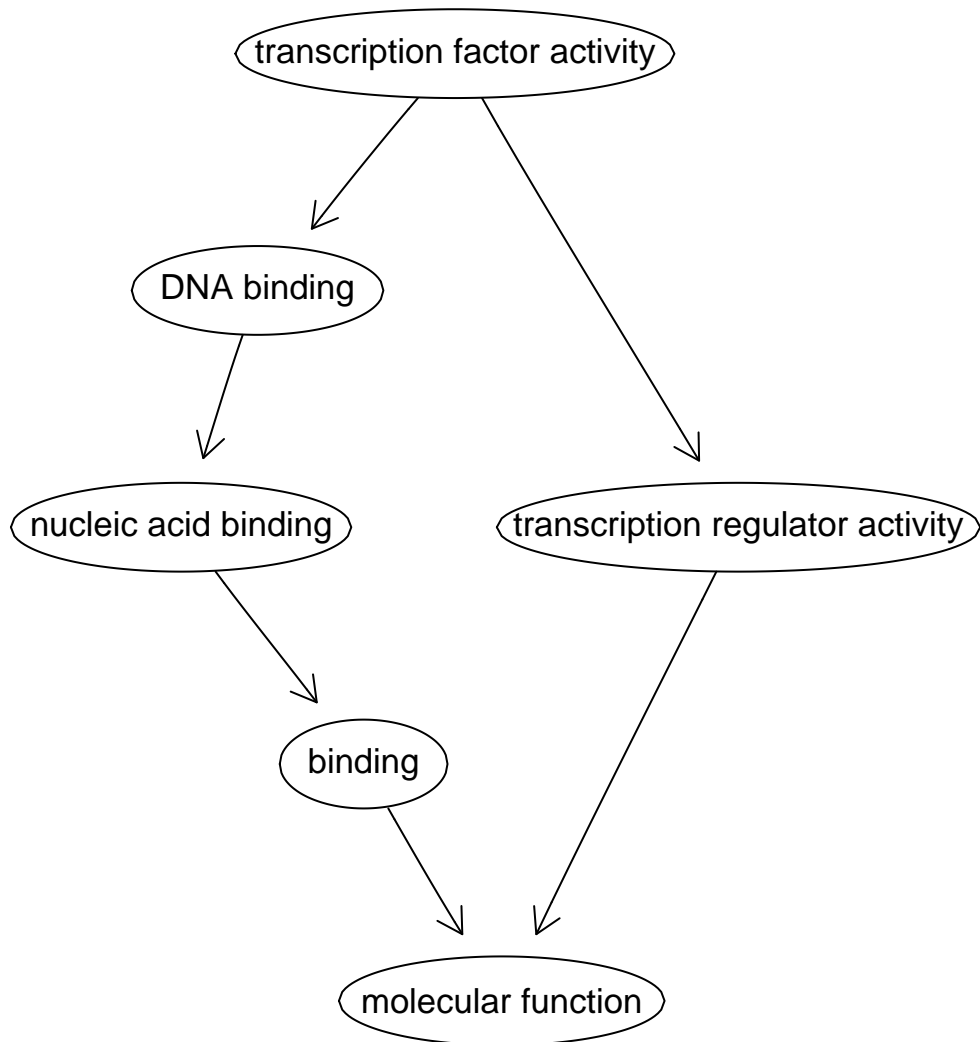 transcription factor activity
DNA binding
nucleic acid binding
transcription regulator activity
binding
molecular function